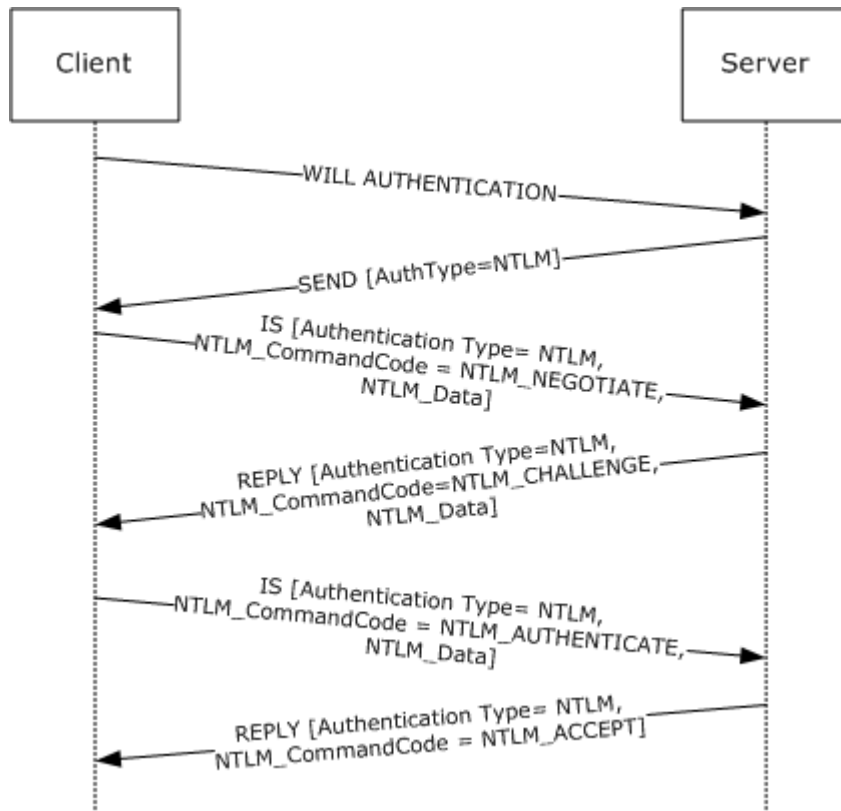 Client
Server
WILL AUTHENTICATION
SEND [AuthType=NTLM]
IS [Authentication Type= NTLM,
NTLM_CommandCode = NTLM_NEGOTIATE,
NTLM_Data]
REPLY [Authentication Type=NTLM,
NTLM_CommandCode=NTLM_CHALLENGE,
NTLM_Data]
IS [Authentication Type= NTLM,
NTLM_CommandCode = NTLM_AUTHENTICATE,
NTLM_Data]
REPLY [Authentication Type= NTLM,
NTLM_CommandCode = NTLM_ACCEPT]